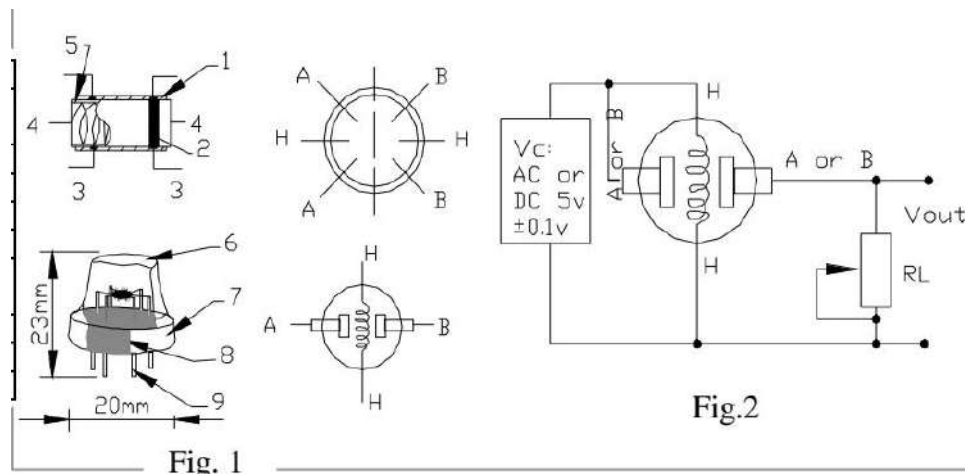 5
1
4
4
2
3
3
A
B
H
H
A
B
6
23mm
7
8
9
20mm
Fig. 1
H
A
B
H
Vc:
AC or
DC 5v
±0.1v
A or B
H
H
A or B
Vout
RL
Fig.2